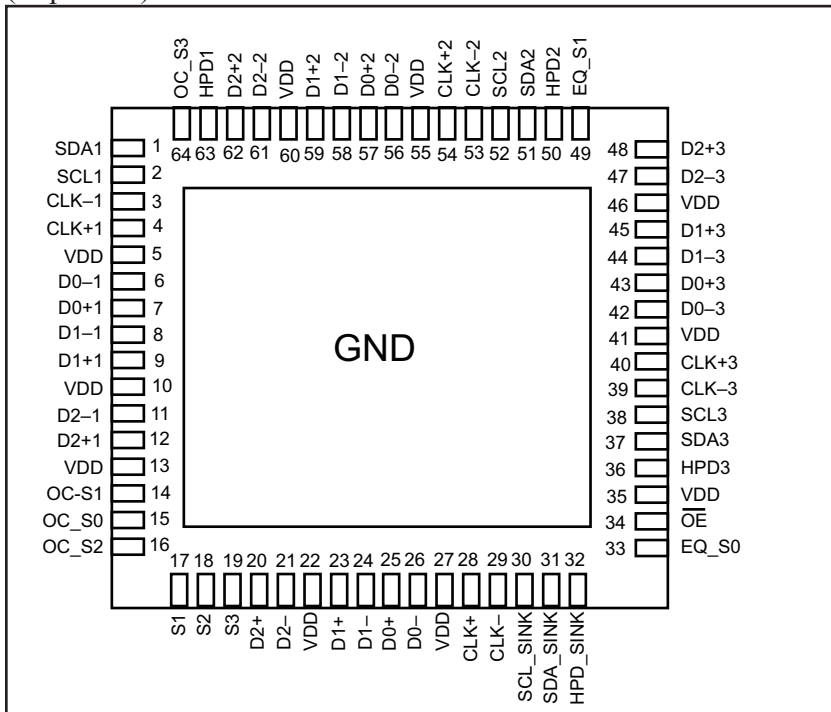 OC_S3
HPD1
D2+2
D2–2
VDD
D1+2
D1–2
D0+2
D0–2
VDD
CLK+2
CLK–2
SCL2
SDA2
HPD2
EQ_S1
64 63 62 61 60 59 58 57 56 55 54 53 52 51 50 49
SDA1 1
SCL1 2
CLK–1 3
CLK+1 4
VDD 5
D0–1 6
D0+1 7
D1–1 8
D1+1 9
VDD 10
D2–1 11
D2+1 12
VDD 13
OC-S1 14
OC_S0 15
OC_S2 16
GND
48 D2+3
47 D2–3
46 VDD
45 D1+3
44 D1–3
43 D0+3
42 D0–3
41 VDD
40 CLK+3
39 CLK–3
38 SCL3
37 SDA3
36 HPD3
35 VDD
34 OE
33 EQ_S0
17 18 19 20 21 22 23 24 25 26 27 28 29 30 31 32
S1
S2
S3
D2+
D2–
VDD
D1+
D1–
D0+
D0–
VDD
CLK+
CLK–
SCL_SINK
SDA_SINK
HPD_SINK